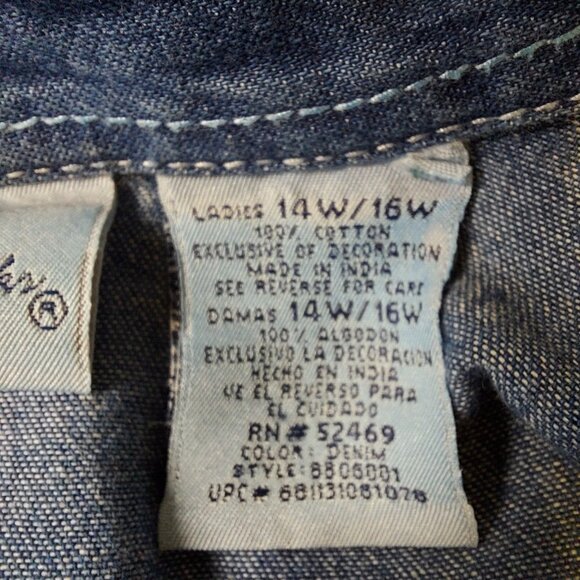 LADIES 14W/16W
100% COTTON
EXCLUSIVE OF DECORATION
MADE IN INDIA
SEE REVERSE FOR CARE
DAMAS 14W/16W
100% ALGODON
EXCLUSIVO LA DECORACION
HECHO EN INDIA
VE EL REVERSO PARA
EL CUIDADO
RN# 52469
COLOR: DENIM
STYLE: 8806001
UPC# 681131081078